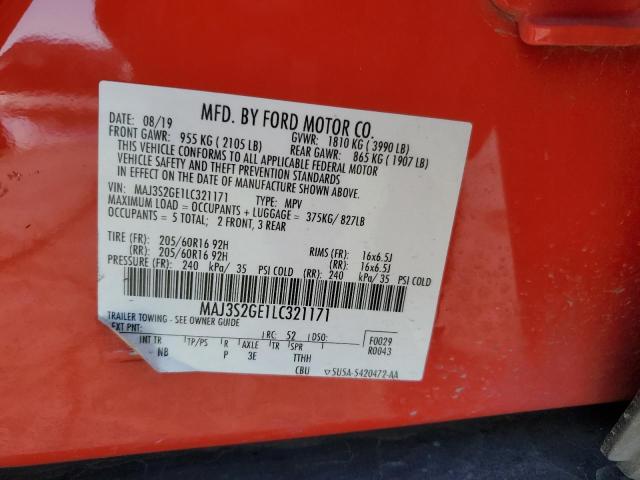 MFD. BY FORD MOTOR CO.
DATE: 08/19 GVWR: 1810 KG ( 3990 LB)
FRONT GAWR: 955 KG ( 2105 LB) REAR GAWR: 865 KG ( 1907 LB)
THIS VEHICLE CONFORMS TO ALL APPLICABLE FEDERAL MOTOR
VEHICLE SAFETY AND THEFT PREVENTION STANDARDS
IN EFFECT ON THE DATE OF MANUFACTURE SHOWN ABOVE.
VIN: MAJ3S2GE1LC321171 TYPE: MPV
MAXIMUM LOAD = OCCUPANTS + LUGGAGE = 375KG/ 827LB
OCCUPANTS = 5 TOTAL; 2 FRONT, 3 REAR
TIRE (FR): 205/60R16 92H RIMS (FR): 16x6.5J
(RR): 205/60R16 92H (RR): 16x6.5J
PRESSURE (FR): 240 kPa/ 35 PSI COLD (RR): 240 kPa/ 35 PSI COLD
MAJ3S2GE1LC321171
TRAILER TOWING - SEE OWNER GUIDE
EXT PNT: RC: 52 DSO: F0029
R0043
INT TR TP/PS R AXLE TR SPR
NB P 3E TTHH
CBU 5U5A-5420472-AA